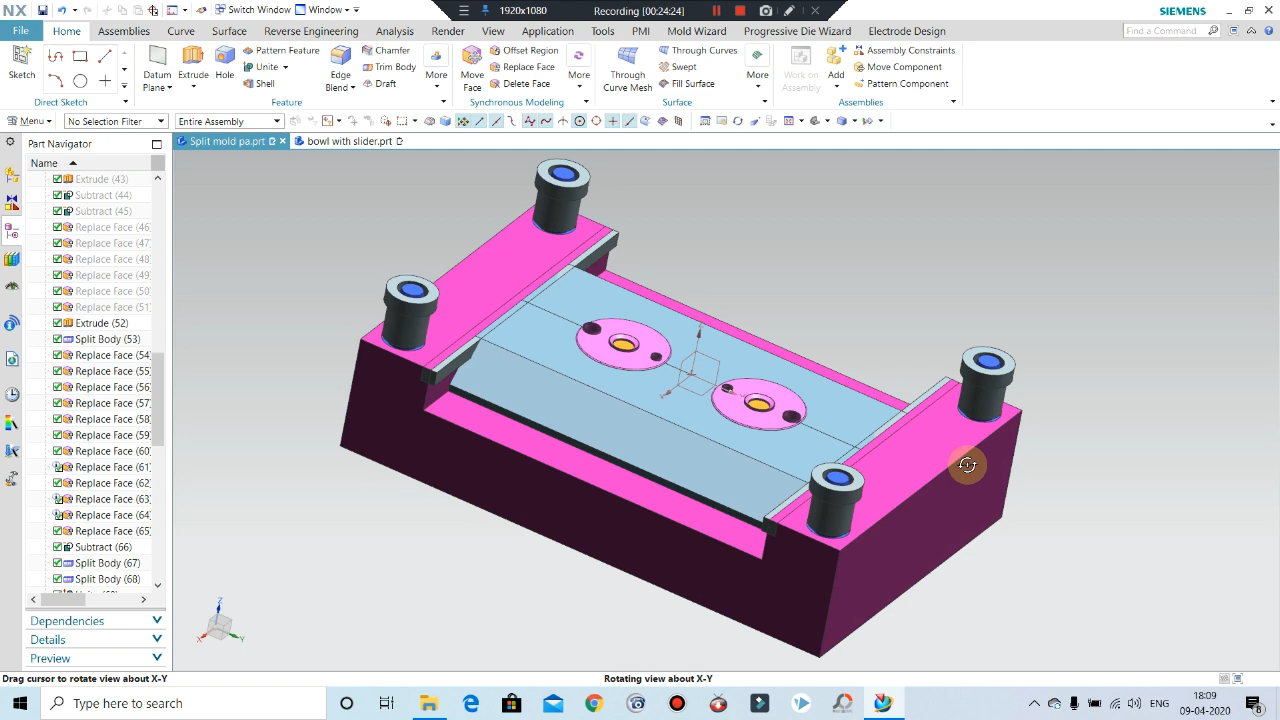 NX
Switch Window
Window
1920x1080
Recording [00:24:24]
SIEMENS
File
Home
Assemblies
Curve
Surface
Reverse Engineering
Analysis
Render
View
Application
Tools
PMI
Mold Wizard
Progressive Die Wizard
Electrode Design
Find a Command
Sketch
Direct Sketch
Datum Plane
Extrude
Hole
Pattern Feature
Unite
Shell
Edge Blend
Chamfer
Trim Body
Draft
More
Feature
Move Face
Offset Region
Replace Face
Delete Face
More
Synchronous Modeling
Through Curve Mesh
Through Curves
Swept
Fill Surface
More
Surface
Work on Assembly
Add
Assembly Constraints
Move Component
Pattern Component
Assemblies
Menu
No Selection Filter
Entire Assembly
Part Navigator
Split mold pa.prt
bowl with slider.prt
Name
Extrude (43)
Subtract (44)
Subtract (45)
Replace Face (46
Replace Face (47
Replace Face (48
Replace Face (49
Replace Face (50
Replace Face (51
Extrude (52)
Split Body (53)
Replace Face (54
Replace Face (55
Replace Face (56
Replace Face (57
Replace Face (58
Replace Face (59
Replace Face (60
Replace Face (61
Replace Face (62
Replace Face (63
Replace Face (64
Replace Face (65
Subtract (66)
Split Body (67)
Split Body (68)
Dependencies
Details
Preview
Z
X
Y
Drag cursor to rotate view about X-Y
Rotating view about X-Y
Type here to search
ENG
18:09
09-04-2020